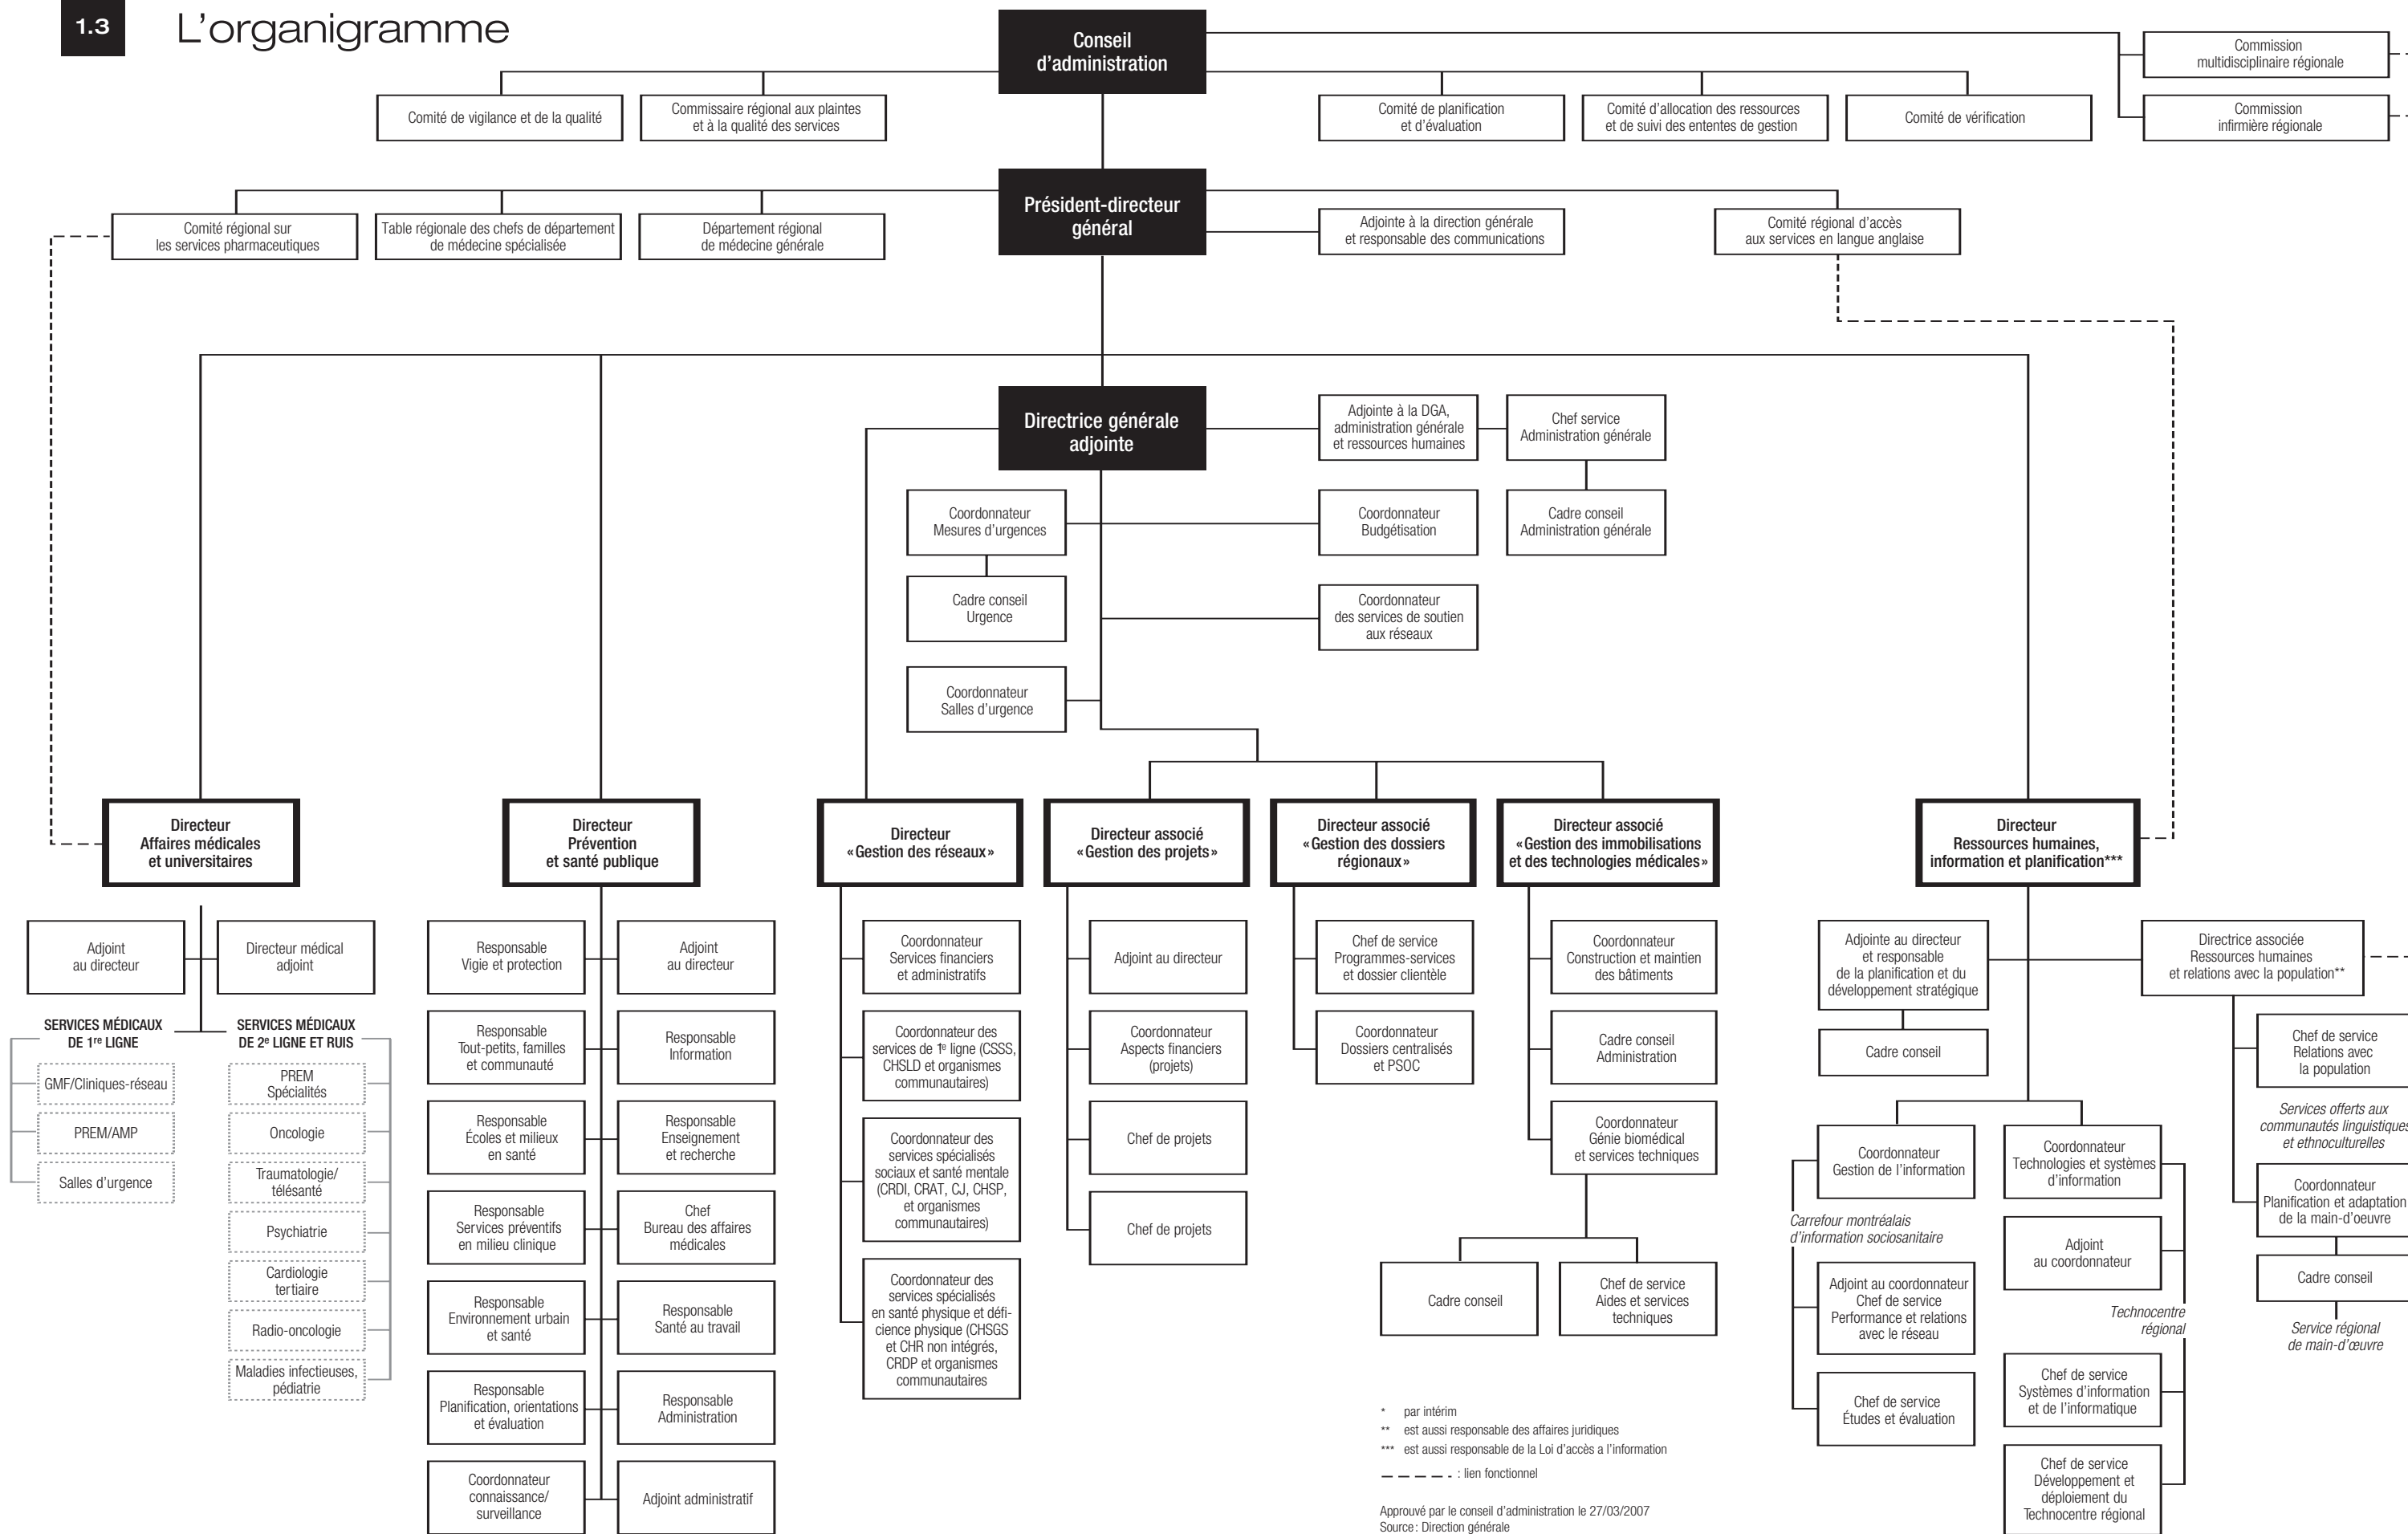 1.3
L'organigramme
Conseil
d'administration
Commission
multidisciplinaire régionale
Commission
infirmière régionale
Comité de vigilance et de la qualité
Commissaire régional aux plaintes
et à la qualité des services
Comité de planification
et d'évaluation
Comité d'allocation des ressources
et de suivi des ententes de gestion
Comité de vérification
Président-directeur
général
Comité régional sur
les services pharmaceutiques
Table régionale des chefs de département
de médecine spécialisée
Département régional
de médecine générale
Adjointe à la direction générale
et responsable des communications
Comité régional d'accès
aux services en langue anglaise
Directrice générale
adjointe
Adjointe à la DGA,
administration générale
et ressources humaines
Chef service
Administration générale
Coordonnateur
Mesures d'urgences
Coordonnateur
Budgétisation
Cadre conseil
Administration générale
Cadre conseil
Urgence
Coordonnateur
des services de soutien
aux réseaux
Coordonnateur
Salles d'urgence
Directeur
Affaires médicales
et universitaires
Directeur
Prévention
et santé publique
Directeur
«Gestion des réseaux»
Directeur associé
«Gestion des projets»
Directeur associé
«Gestion des dossiers
régionaux»
Directeur associé
«Gestion des immobilisations
et des technologies médicales»
Directeur
Ressources humaines,
information et planification***
Adjoint
au directeur
Directeur médical
adjoint
SERVICES MÉDICAUX
DE 1re LIGNE
GMF/Cliniques-réseau
PREM/AMP
Salles d'urgence
SERVICES MÉDICAUX
DE 2e LIGNE ET RUIS
PREM
Spécialités
Oncologie
Traumatologie/
télésanté
Psychiatrie
Cardiologie
tertiaire
Radio-oncologie
Maladies infectieuses,
pédiatrie
Responsable
Vigie et protection
Adjoint
au directeur
Responsable
Tout-petits, familles
et communauté
Responsable
Information
Responsable
Écoles et milieux
en santé
Responsable
Enseignement
et recherche
Responsable
Services préventifs
en milieu clinique
Chef
Bureau des affaires
médicales
Responsable
Environnement urbain
et santé
Responsable
Santé au travail
Responsable
Planification, orientations
et évaluation
Responsable
Administration
Coordonnateur
connaissance/
surveillance
Adjoint administratif
Coordonnateur
Services financiers
et administratifs
Coordonnateur des
services de 1re ligne (CSSS,
CHSLD et organismes
communautaires)
Coordonnateur des
services spécialisés
sociaux et santé mentale
(CRDI, CRAT, CJ, CHSP,
et organismes
communautaires)
Coordonnateur des
services spécialisés
en santé physique et défi-
cience physique (CHSGS
et CHR non intégrés,
CRDP et organismes
communautaires
Adjoint au directeur
Coordonnateur
Aspects financiers
(projets)
Chef de projets
Chef de projets
Chef de service
Programmes-services
et dossier clientèle
Coordonnateur
Dossiers centralisés
et PSOC
Coordonnateur
Construction et maintien
des bâtiments
Cadre conseil
Administration
Coordonnateur
Génie biomédical
et services techniques
Cadre conseil
Chef de service
Aides et services
techniques
Adjointe au directeur
et responsable
de la planification et du
développement stratégique
Cadre conseil
Directrice associée
Ressources humaines
et relations avec la population**
Chef de service
Relations avec
la population
Services offerts aux
communautés linguistiques
et ethnoculturelles
Coordonnateur
Planification et adaptation
de la main-d'oeuvre
Cadre conseil
Service régional
de main-d'œuvre
Coordonnateur
Gestion de l'information
Carrefour montréalais
d'information sociosanitaire
Adjoint au coordonnateur
Chef de service
Performance et relations
avec le réseau
Chef de service
Études et évaluation
Coordonnateur
Technologies et systèmes
d'information
Adjoint
au coordonnateur
Technocentre
régional
Chef de service
Systèmes d'information
et de l'informatique
Chef de service
Développement et
déploiement du
Technocentre régional
* par intérim
** est aussi responsable des affaires juridiques
*** est aussi responsable de la Loi d'accès a l'information
: lien fonctionnel
Approuvé par le conseil d'administration le 27/03/2007
Source: Direction générale